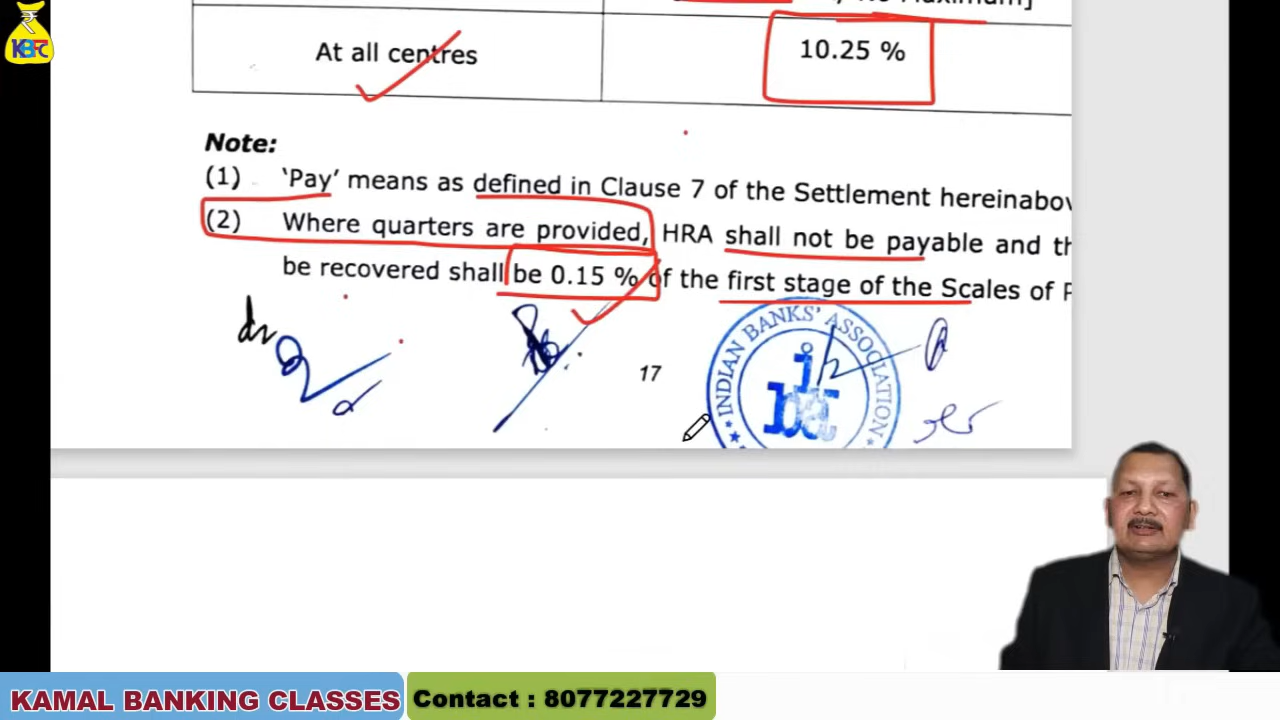 ₹
KBFC
At all centres
10.25 %
Note:
(1) ‘Pay’ means as defined in Clause 7 of the Settlement hereinabov
(2) Where quarters are provided, HRA shall not be payable and th
be recovered shall be 0.15 % of the first stage of the Scales of P
INDIAN BANKS' ASSOCIATION
iba
17
KAMAL BANKING CLASSES
Contact : 8077227729